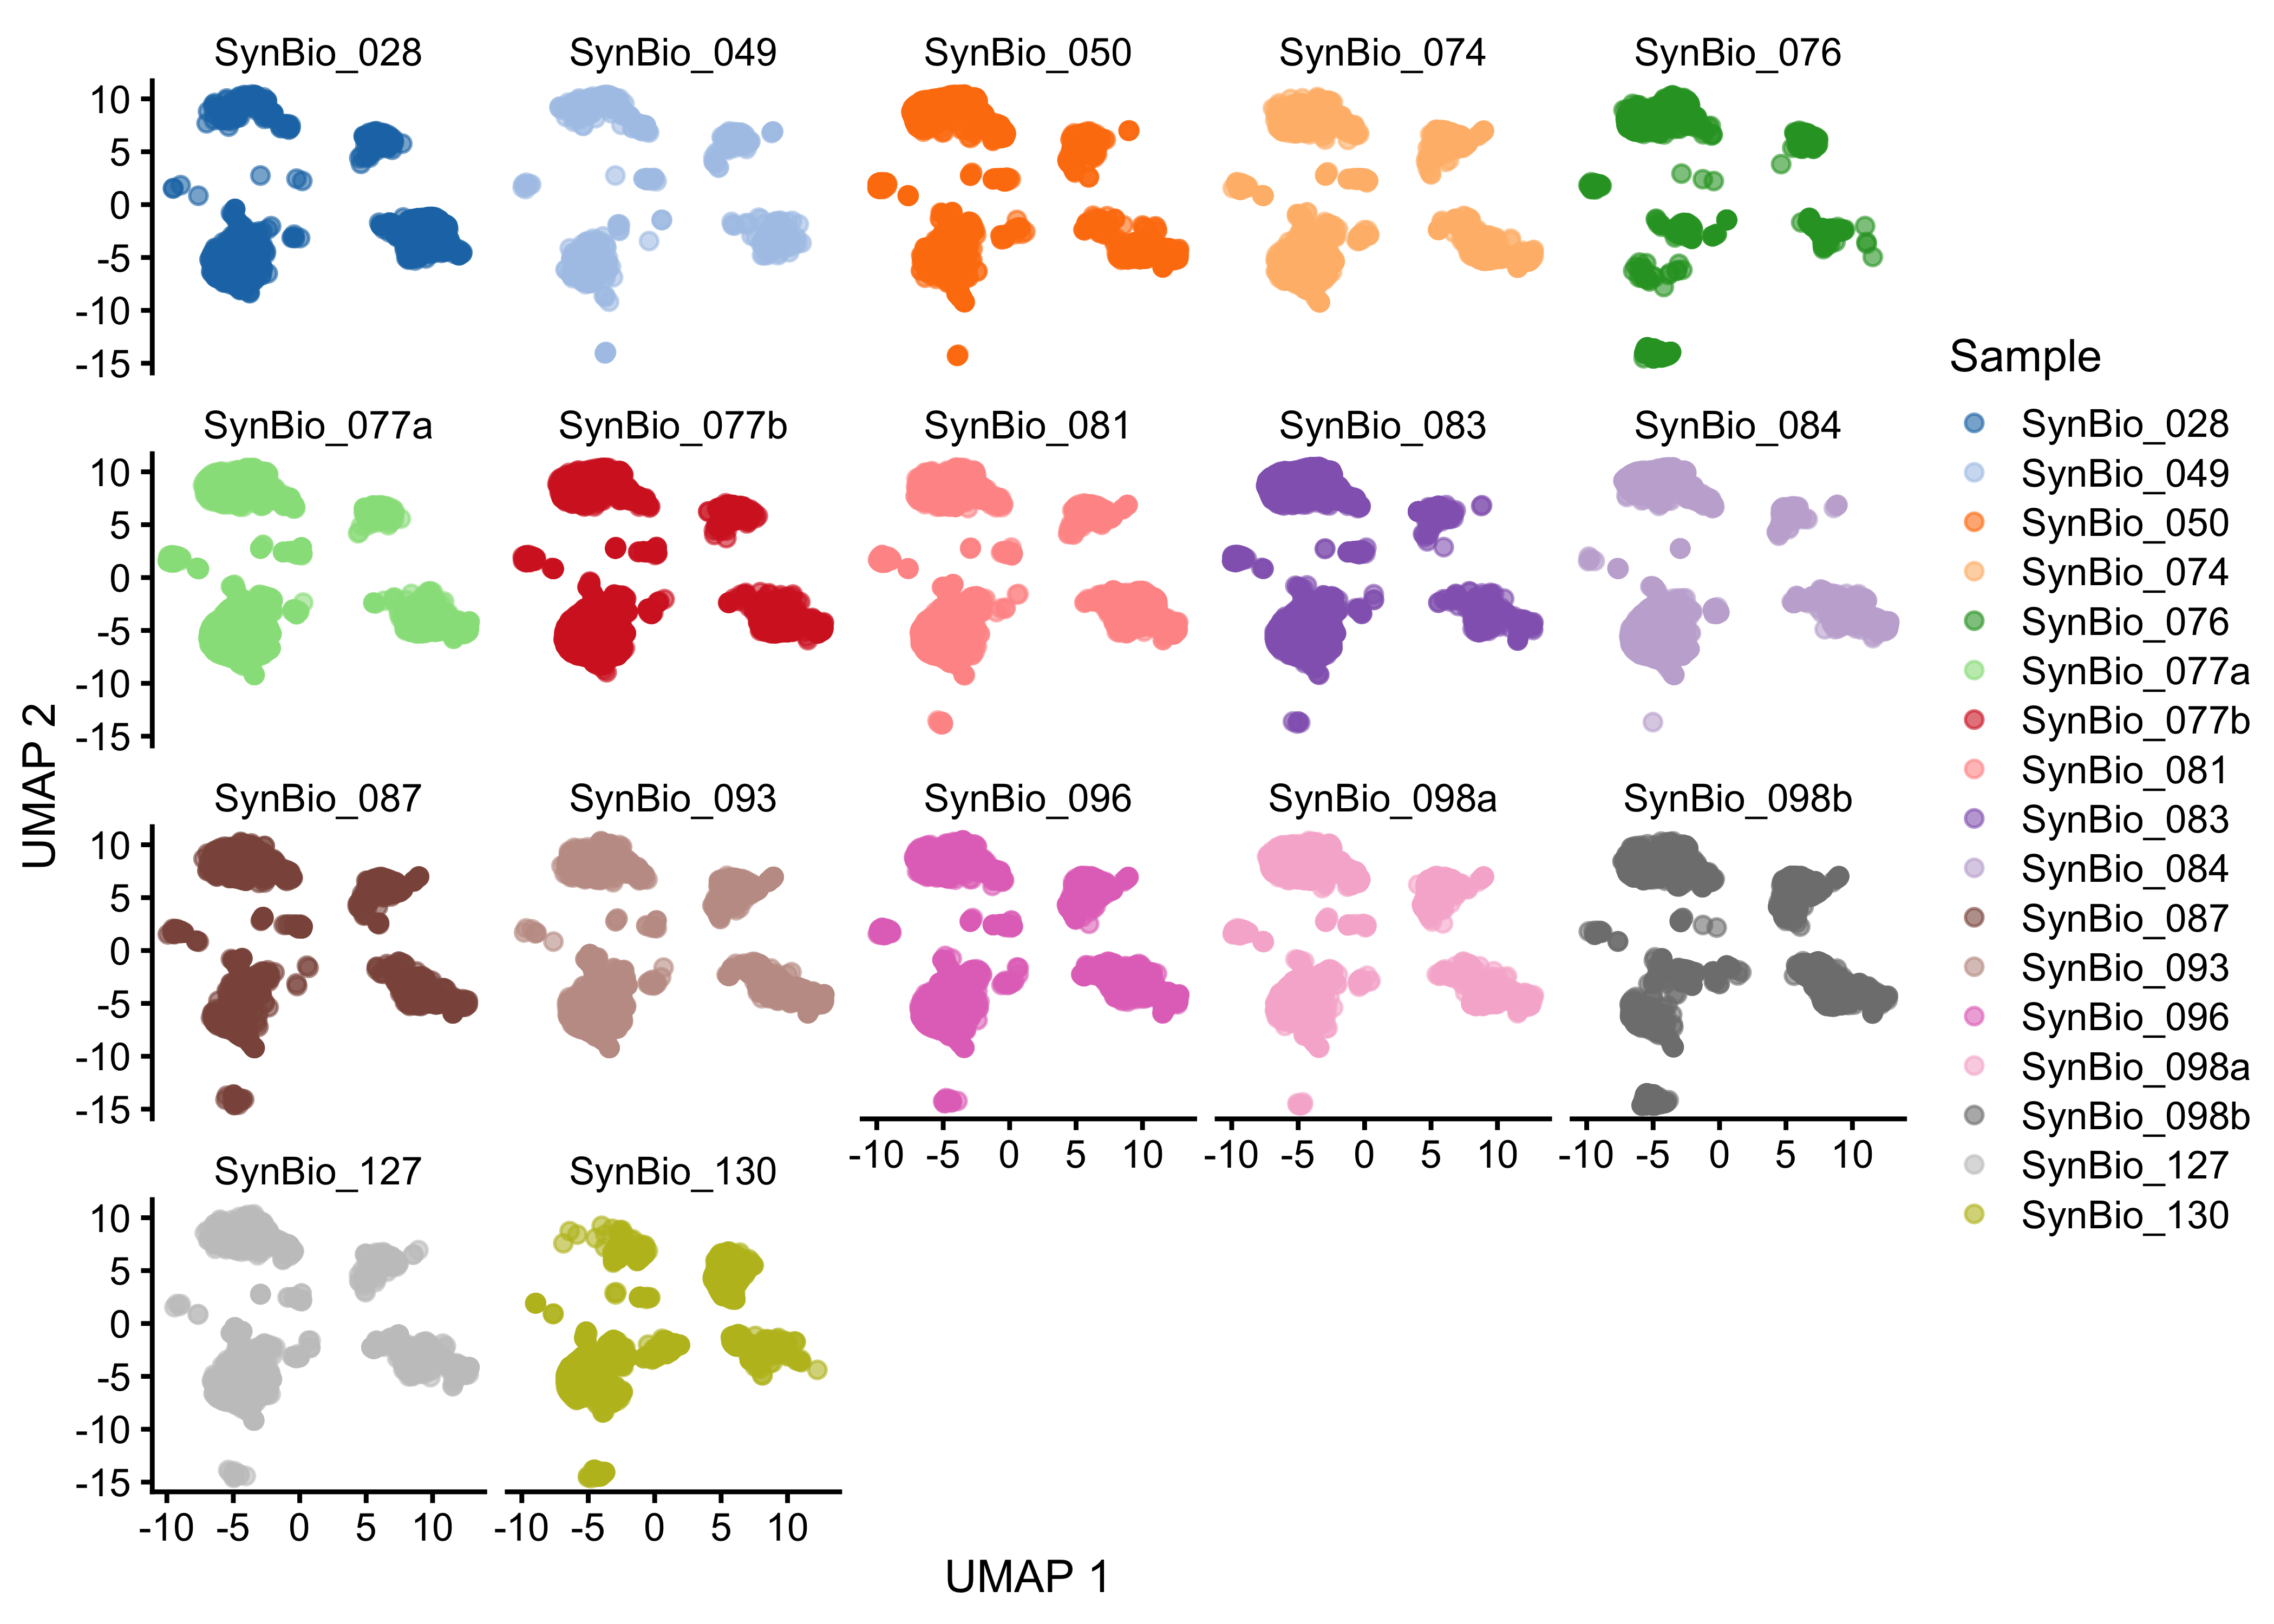 SynBio_028 SynBio_049 SynBio_050 SynBio_074 SynBio_076
10
5
0
-5
-10
-15
SynBio_077a SynBio_077b SynBio_081 SynBio_083 SynBio_084
10
5
0
-5
-10
-15
SynBio_087 SynBio_093 SynBio_096 SynBio_098a SynBio_098b
10
5
0
-5
-10
-15
-10 -5 0 5 10 -10 -5 0 5 10 -10 -5 0 5 10
SynBio_127 SynBio_130
10
5
0
-5
-10
-15
-10 -5 0 5 10 -10 -5 0 5 10
UMAP 2
UMAP 1
Sample
SynBio_028
SynBio_049
SynBio_050
SynBio_074
SynBio_076
SynBio_077a
SynBio_077b
SynBio_081
SynBio_083
SynBio_084
SynBio_087
SynBio_093
SynBio_096
SynBio_098a
SynBio_098b
SynBio_127
SynBio_130